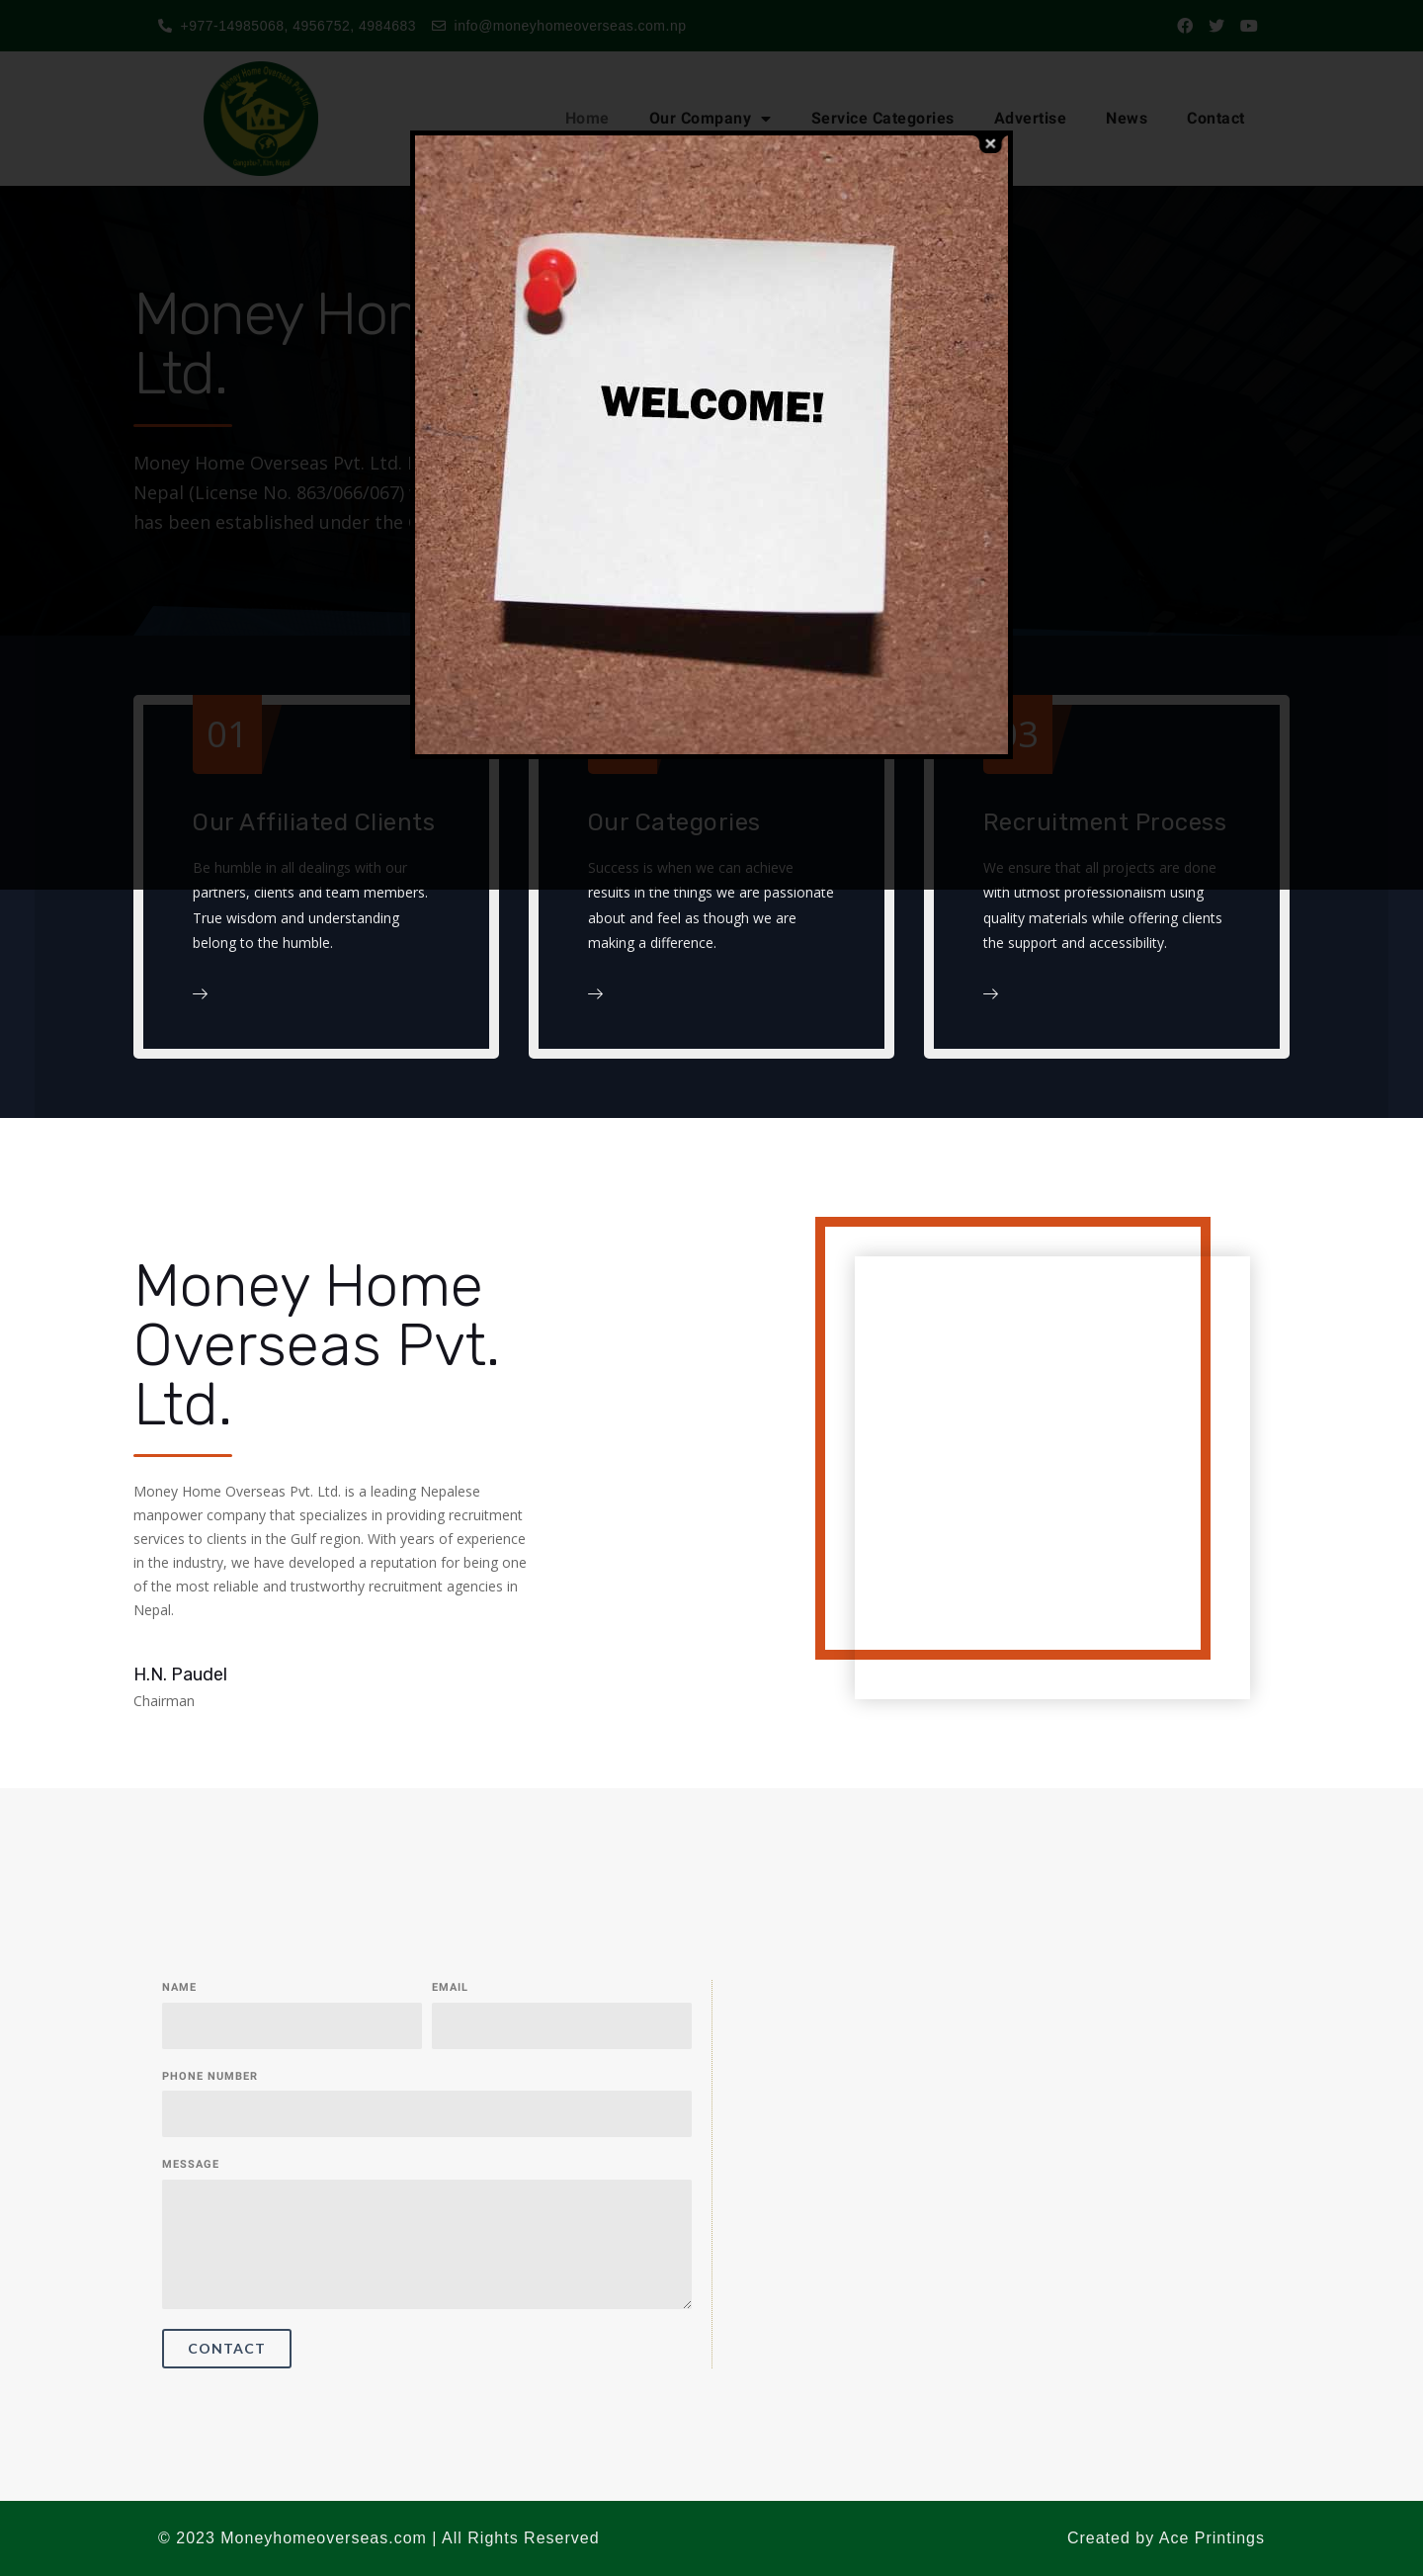 +977-14985068, 4956752, 4984683 info@moneyhomeoverseas.com.np
Money Home Overseas Pvt. Ltd.
Home Our Company Service Categories Advertise News Contact
WELCOME!
Money Hom
Ltd.
Money Home Overseas Pvt. Ltd.
Nepal (License No. 863/066/067)
has been established under the
01
03
Our Affiliated Clients
Be humble in all dealings with our
partners, clients and team members.
True wisdom and understanding
belong to the humble.
Our Categories
Success is when we can achieve
results in the things we are passionate
about and feel as though we are
making a difference.
Recruitment Process
We ensure that all projects are done
with utmost professionalism using
quality materials while offering clients
the support and accessibility.
Money Home
Overseas Pvt.
Ltd.
Money Home Overseas Pvt. Ltd. is a leading Nepalese
manpower company that specializes in providing recruitment
services to clients in the Gulf region. With years of experience
in the industry, we have developed a reputation for being one
of the most reliable and trustworthy recruitment agencies in
Nepal.
H.N. Paudel
Chairman
NAME EMAIL
PHONE NUMBER
MESSAGE
CONTACT
© 2023 Moneyhomeoverseas.com | All Rights Reserved Created by Ace Printings